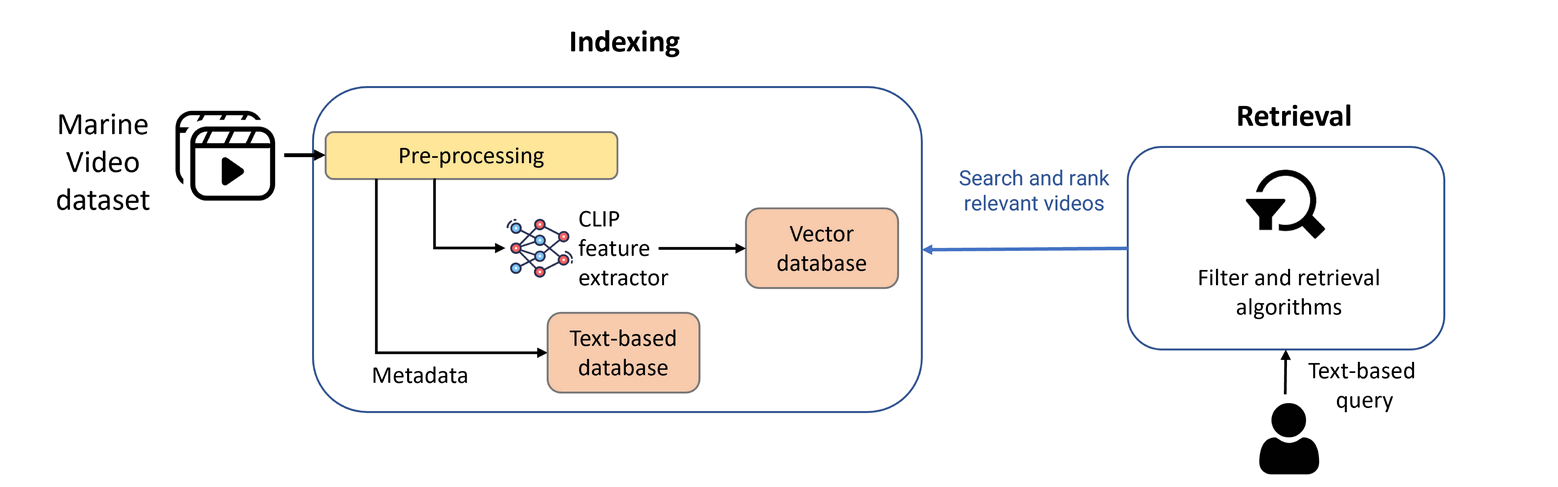 Indexing
Marine
Video
dataset
Pre-processing
CLIP
feature
extractor
Vector
database
Text-based
database
Metadata
Search and rank
relevant videos
Retrieval
Filter and retrieval
algorithms
Text-based
query